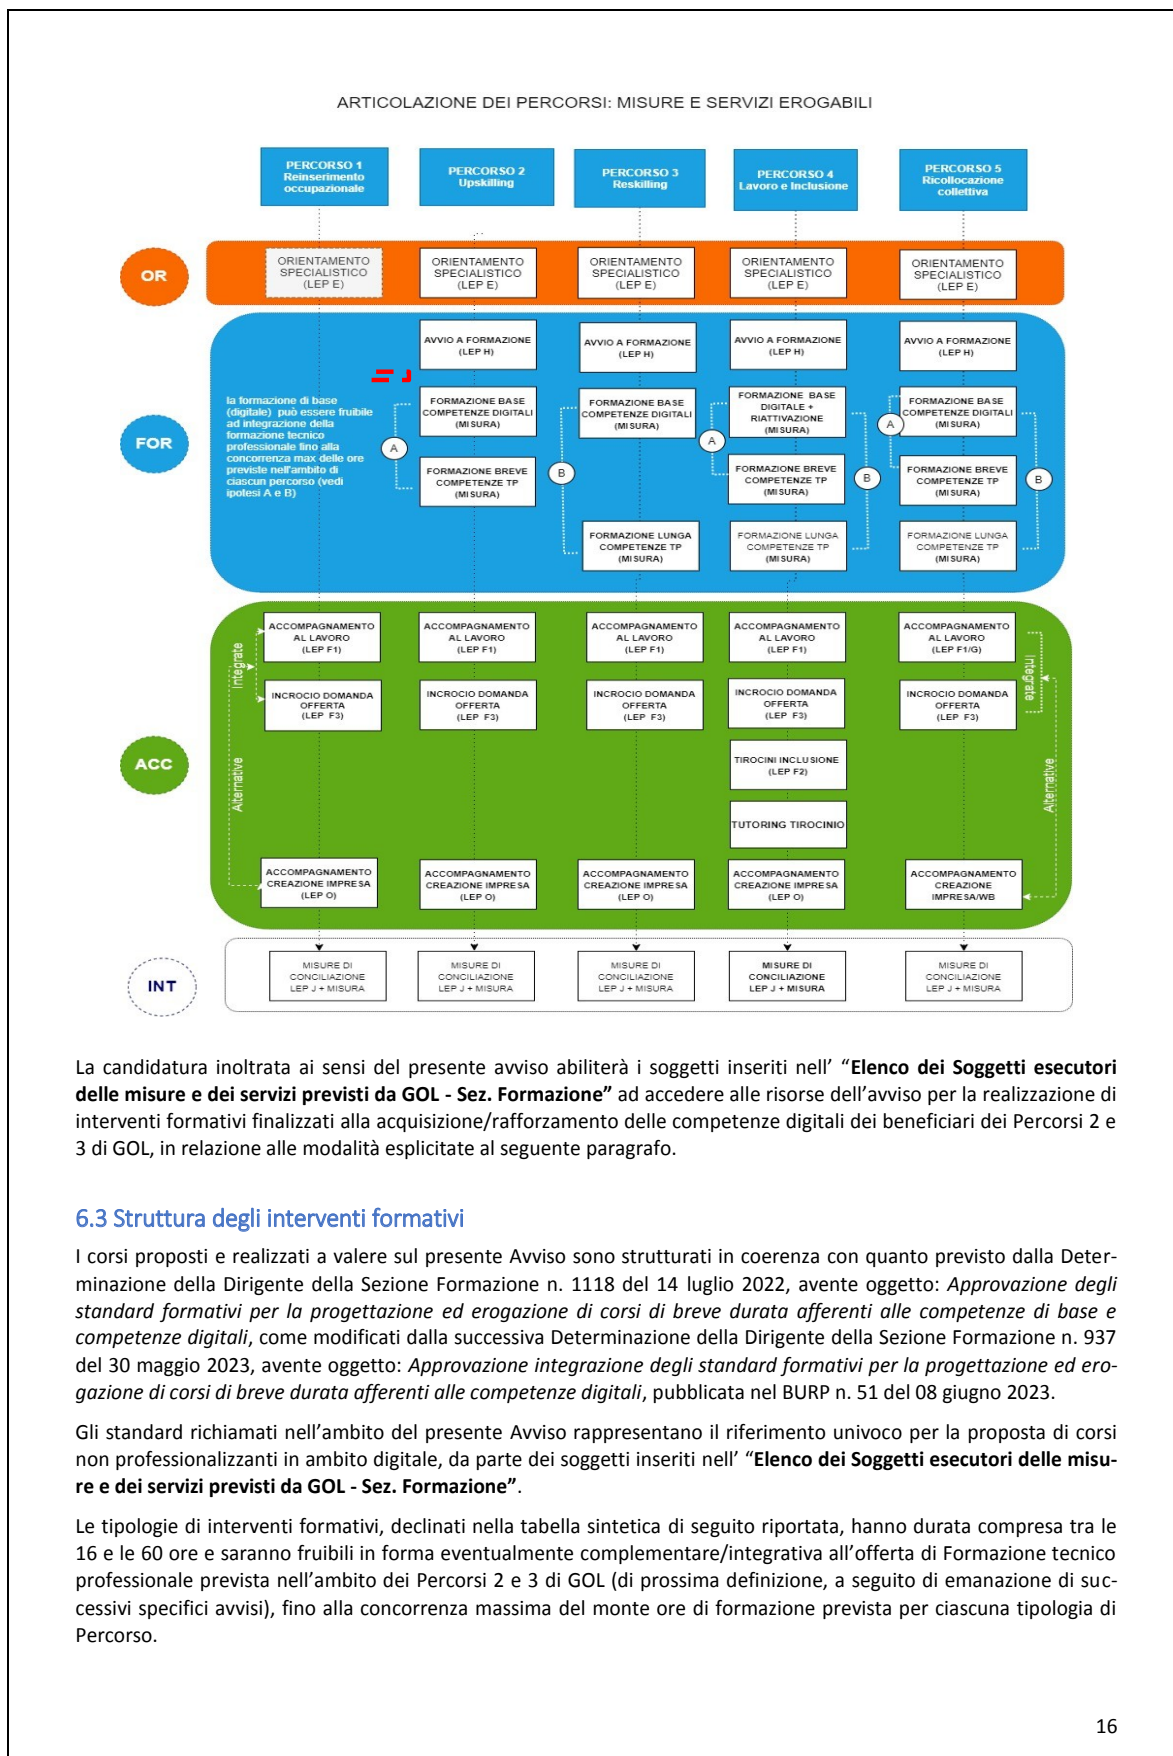 ARTICOLAZIONE DEI PERCORSI: MISURE E SERVIZI EROGABILI
PERCORSO 1
Reinserimento
occupazionale
PERCORSO 2
Upskilling
PERCORSO 3
Reskilling
PERCORSO 4
Lavoro e Inclusione
PERCORSO 5
Ricollocazione
collettiva
OR
ORIENTAMENTO
SPECIALISTICO
(LEP E)
ORIENTAMENTO
SPECIALISTICO
(LEP E)
ORIENTAMENTO
SPECIALISTICO
(LEP E)
ORIENTAMENTO
SPECIALISTICO
(LEP E)
ORIENTAMENTO
SPECIALISTICO
(LEP E)
FOR
la formazione di base
(digitale) può essere fruibile
ad integrazione della
formazione tecnico
professionale fino alla
concorrenza max delle ore
previste nell'ambito di
ciascun percorso (vedi
ipotesi A e B)
AVVIO A FORMAZIONE
(LEP H)
AVVIO A FORMAZIONE
(LEP H)
AVVIO A FORMAZIONE
(LEP H)
AVVIO A FORMAZIONE
(LEP H)
A
FORMAZIONE BASE
COMPETENZE DIGITALI
(MISURA)
B
FORMAZIONE BASE
COMPETENZE DIGITALI
(MISURA)
A
FORMAZIONE BASE
DIGITALE +
RIATTIVAZIONE
(MISURA)
B
A
FORMAZIONE BASE
COMPETENZE DIGITALI
(MISURA)
B
FORMAZIONE BREVE
COMPETENZE TP
(MISURA)
FORMAZIONE BREVE
COMPETENZE TP
(MISURA)
FORMAZIONE BREVE
COMPETENZE TP
(MISURA)
FORMAZIONE LUNGA
COMPETENZE TP
(MISURA)
FORMAZIONE LUNGA
COMPETENZE TP
(MISURA)
FORMAZIONE LUNGA
COMPETENZE TP
(MISURA)
ACC
Integrate
Alternative
ACCOMPAGNAMENTO
AL LAVORO
(LEP F1)
ACCOMPAGNAMENTO
AL LAVORO
(LEP F1)
ACCOMPAGNAMENTO
AL LAVORO
(LEP F1)
ACCOMPAGNAMENTO
AL LAVORO
(LEP F1)
ACCOMPAGNAMENTO
AL LAVORO
(LEP F1/G)
Integrate
Alternative
INCROCIO DOMANDA
OFFERTA
(LEP F3)
INCROCIO DOMANDA
OFFERTA
(LEP F3)
INCROCIO DOMANDA
OFFERTA
(LEP F3)
INCROCIO DOMANDA
OFFERTA
(LEP F3)
INCROCIO DOMANDA
OFFERTA
(LEP F3)
TIROCINI INCLUSIONE
(LEP F2)
TUTORING TIROCINIO
ACCOMPAGNAMENTO
CREAZIONE IMPRESA
(LEP O)
ACCOMPAGNAMENTO
CREAZIONE IMPRESA
(LEP O)
ACCOMPAGNAMENTO
CREAZIONE IMPRESA
(LEP O)
ACCOMPAGNAMENTO
CREAZIONE IMPRESA
(LEP O)
ACCOMPAGNAMENTO
CREAZIONE
IMPRESA/WB
INT
MISURE DI
CONCILIAZIONE
LEP J + MISURA
MISURE DI
CONCILIAZIONE
LEP J + MISURA
MISURE DI
CONCILIAZIONE
LEP J + MISURA
MISURE DI
CONCILIAZIONE
LEP J + MISURA
MISURE DI
CONCILIAZIONE
LEP J + MISURA
La candidatura inoltrata ai sensi del presente avviso abiliterà i soggetti inseriti nell’ “Elenco dei Soggetti esecutori
delle misure e dei servizi previsti da GOL - Sez. Formazione” ad accedere alle risorse dell’avviso per la realizzazione di
interventi formativi finalizzati alla acquisizione/rafforzamento delle competenze digitali dei beneficiari dei Percorsi 2 e
3 di GOL, in relazione alle modalità esplicitate al seguente paragrafo.
6.3 Struttura degli interventi formativi
I corsi proposti e realizzati a valere sul presente Avviso sono strutturati in coerenza con quanto previsto dalla Deter-
minazione della Dirigente della Sezione Formazione n. 1118 del 14 luglio 2022, avente oggetto: Approvazione degli
standard formativi per la progettazione ed erogazione di corsi di breve durata afferenti alle competenze di base e
competenze digitali, come modificati dalla successiva Determinazione della Dirigente della Sezione Formazione n. 937
del 30 maggio 2023, avente oggetto: Approvazione integrazione degli standard formativi per la progettazione ed ero-
gazione di corsi di breve durata afferenti alle competenze digitali, pubblicata nel BURP n. 51 del 08 giugno 2023.
Gli standard richiamati nell’ambito del presente Avviso rappresentano il riferimento univoco per la proposta di corsi
non professionalizzanti in ambito digitale, da parte dei soggetti inseriti nell’ “Elenco dei Soggetti esecutori delle misu-
re e dei servizi previsti da GOL - Sez. Formazione”.
Le tipologie di interventi formativi, declinati nella tabella sintetica di seguito riportata, hanno durata compresa tra le
16 e le 60 ore e saranno fruibili in forma eventualmente complementare/integrativa all’offerta di Formazione tecnico
professionale prevista nell’ambito dei Percorsi 2 e 3 di GOL (di prossima definizione, a seguito di emanazione di suc-
cessivi specifici avvisi), fino alla concorrenza massima del monte ore di formazione prevista per ciascuna tipologia di
Percorso.
16